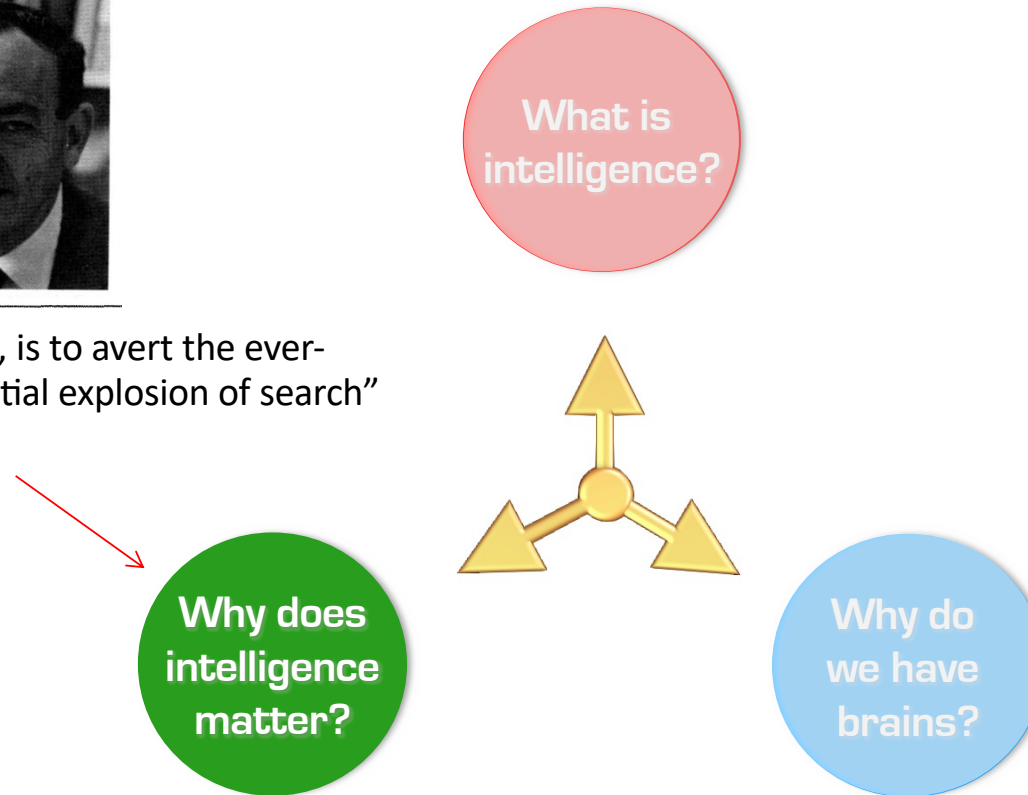 What is
intelligence?
, is to avert the ever-
tial explosion of search”
Why does
intelligence
matter?
Why do
we have
brains?